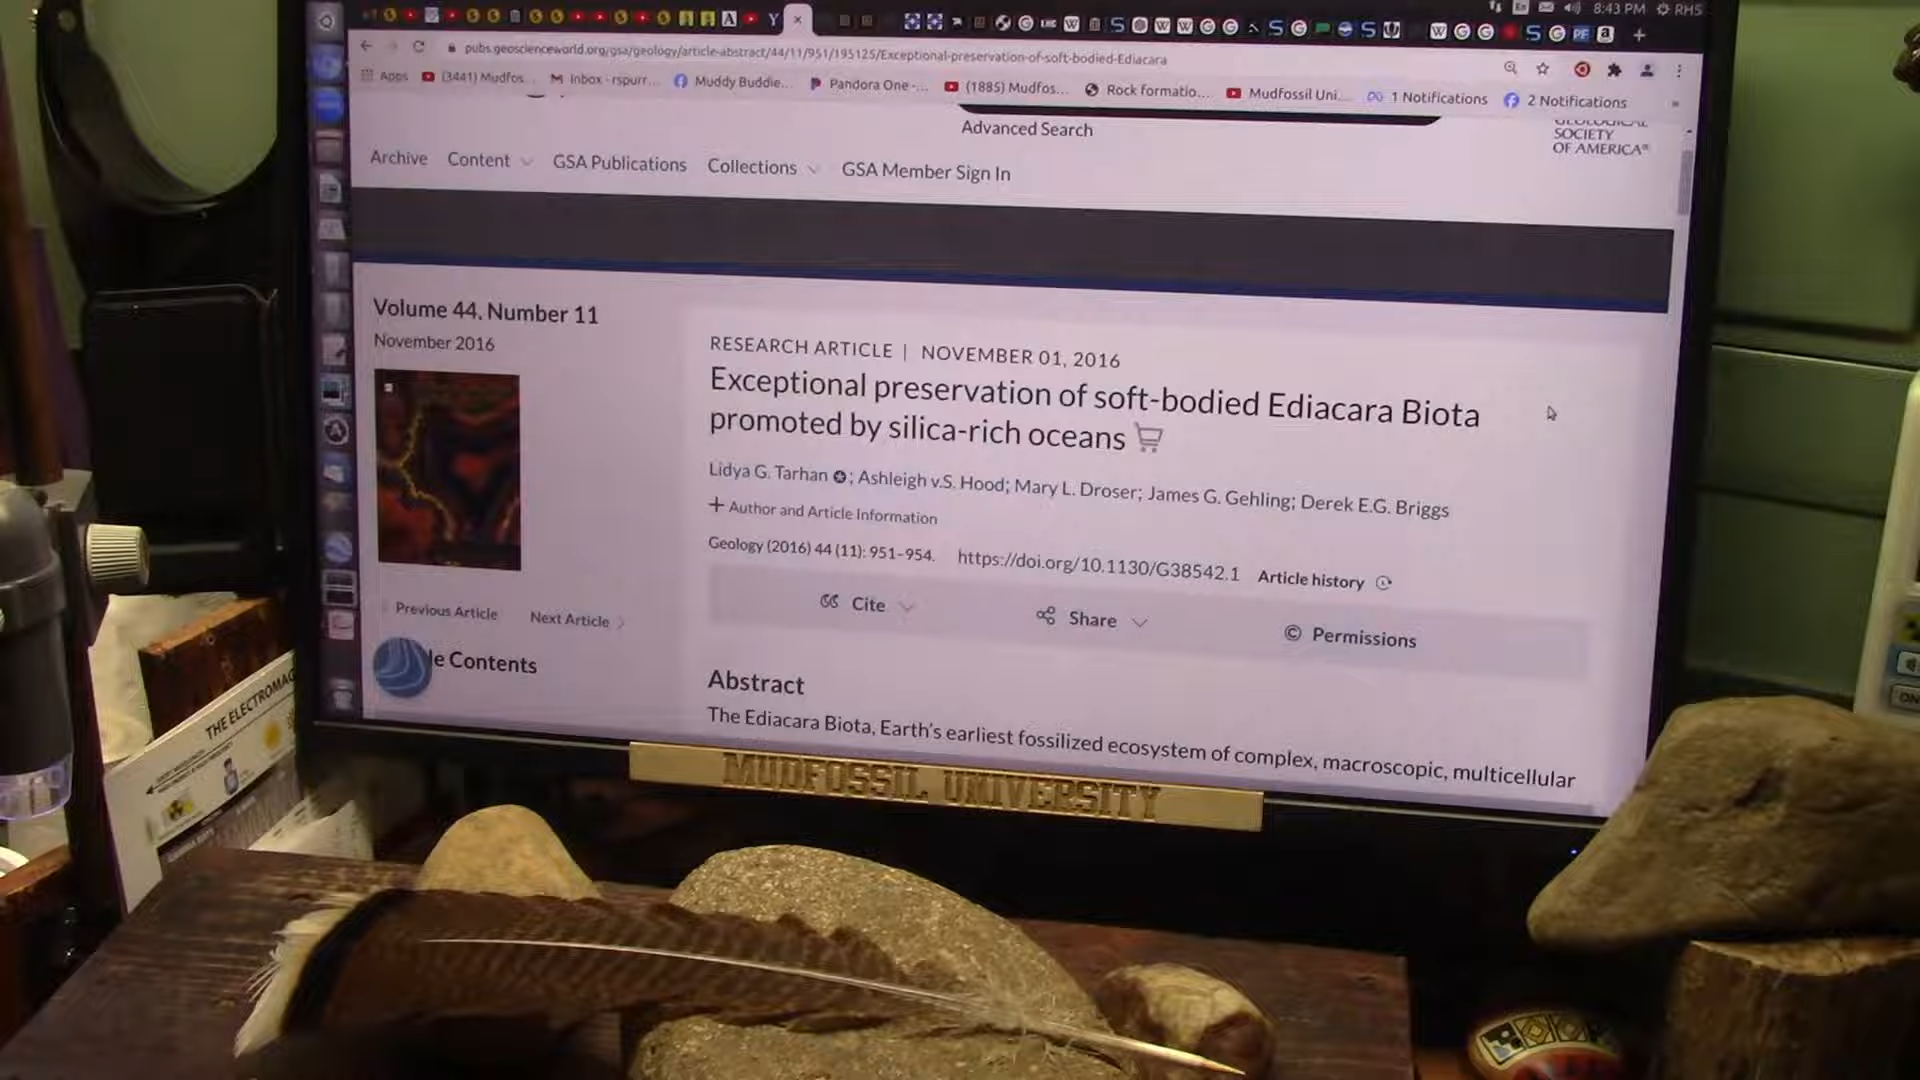 8:43 PM RHS
pubs.geoscienceworld.org/gsa/geology/article-abstract/44/11/951/195125/Exceptional-preservation-of-soft-bodied-Ediacara
Apps (3441) Mudfos... Inbox - rspurr... Muddy Buddie... Pandora One -... (1885) Mudfos... Rock formatio... Mudfossil Uni... 1 Notifications 2 Notifications
Advanced Search
GEOLOGICAL
SOCIETY
OF AMERICA®
Archive Content GSA Publications Collections GSA Member Sign In
Volume 44, Number 11
November 2016
RESEARCH ARTICLE | NOVEMBER 01, 2016
Exceptional preservation of soft-bodied Ediacara Biota
promoted by silica-rich oceans
Lidya G. Tarhan; Ashleigh v.S. Hood; Mary L. Droser; James G. Gehling; Derek E.G. Briggs
+ Author and Article Information
Geology (2016) 44 (11): 951–954. https://doi.org/10.1130/G38542.1 Article history
Cite Share © Permissions
Previous Article Next Article
le Contents
Abstract
The Ediacara Biota, Earth's earliest fossilized ecosystem of complex, macroscopic, multicellular
MUDFOSSIL UNIVERSITY
THE ELECTROMAG
ON